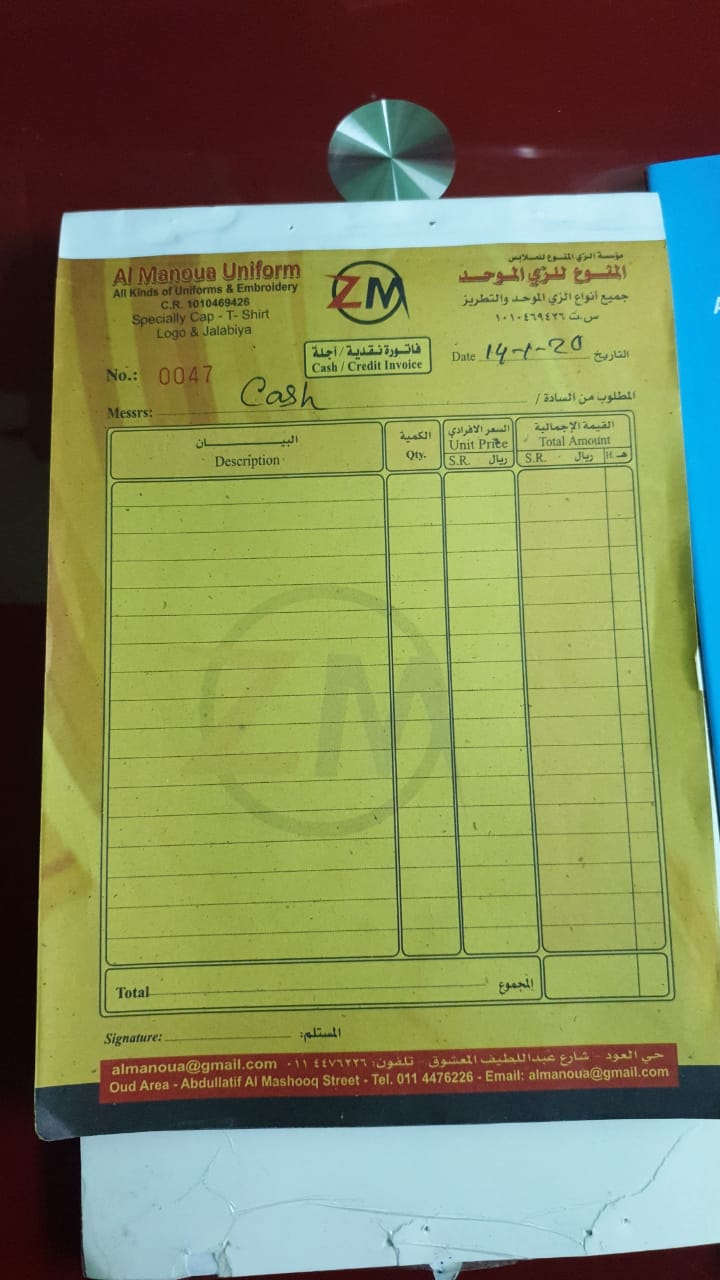 Al Manoua Uniform
All Kinds of Uniforms & Embroidery
C.R. 1010469426
Specially Cap - T- Shirt
Logo & Jalabiya
ZM
مؤسسة الزي المنوع للملابس
المنوع للزي الموحد
جميع أنواع الزي الموحد والتطريز
س.ت ١٠١٠٤٦٩٤٢٦
فاتورة نقدية / آجلة
Cash / Credit Invoice
Date 14-1-20 التاريخ
No.: 0047
Messrs: Cash المطلوب من السادة /
البيـــــان الكمية السعر الافرادي القيمة الإجمالية
Description Qty. Unit Price Total Amount
S.R. ريال S.R. ريال H. هـ
ZM
Total المجموع
Signature: المستلم:
almanoua@gmail.com حي العود - شارع عبداللطيف المعشوق - تلفون: ٠١١ ٤٤٧٦٢٢٦
Oud Area - Abdullatif Al Mashooq Street - Tel. 011 4476226 - Email: almanoua@gmail.com